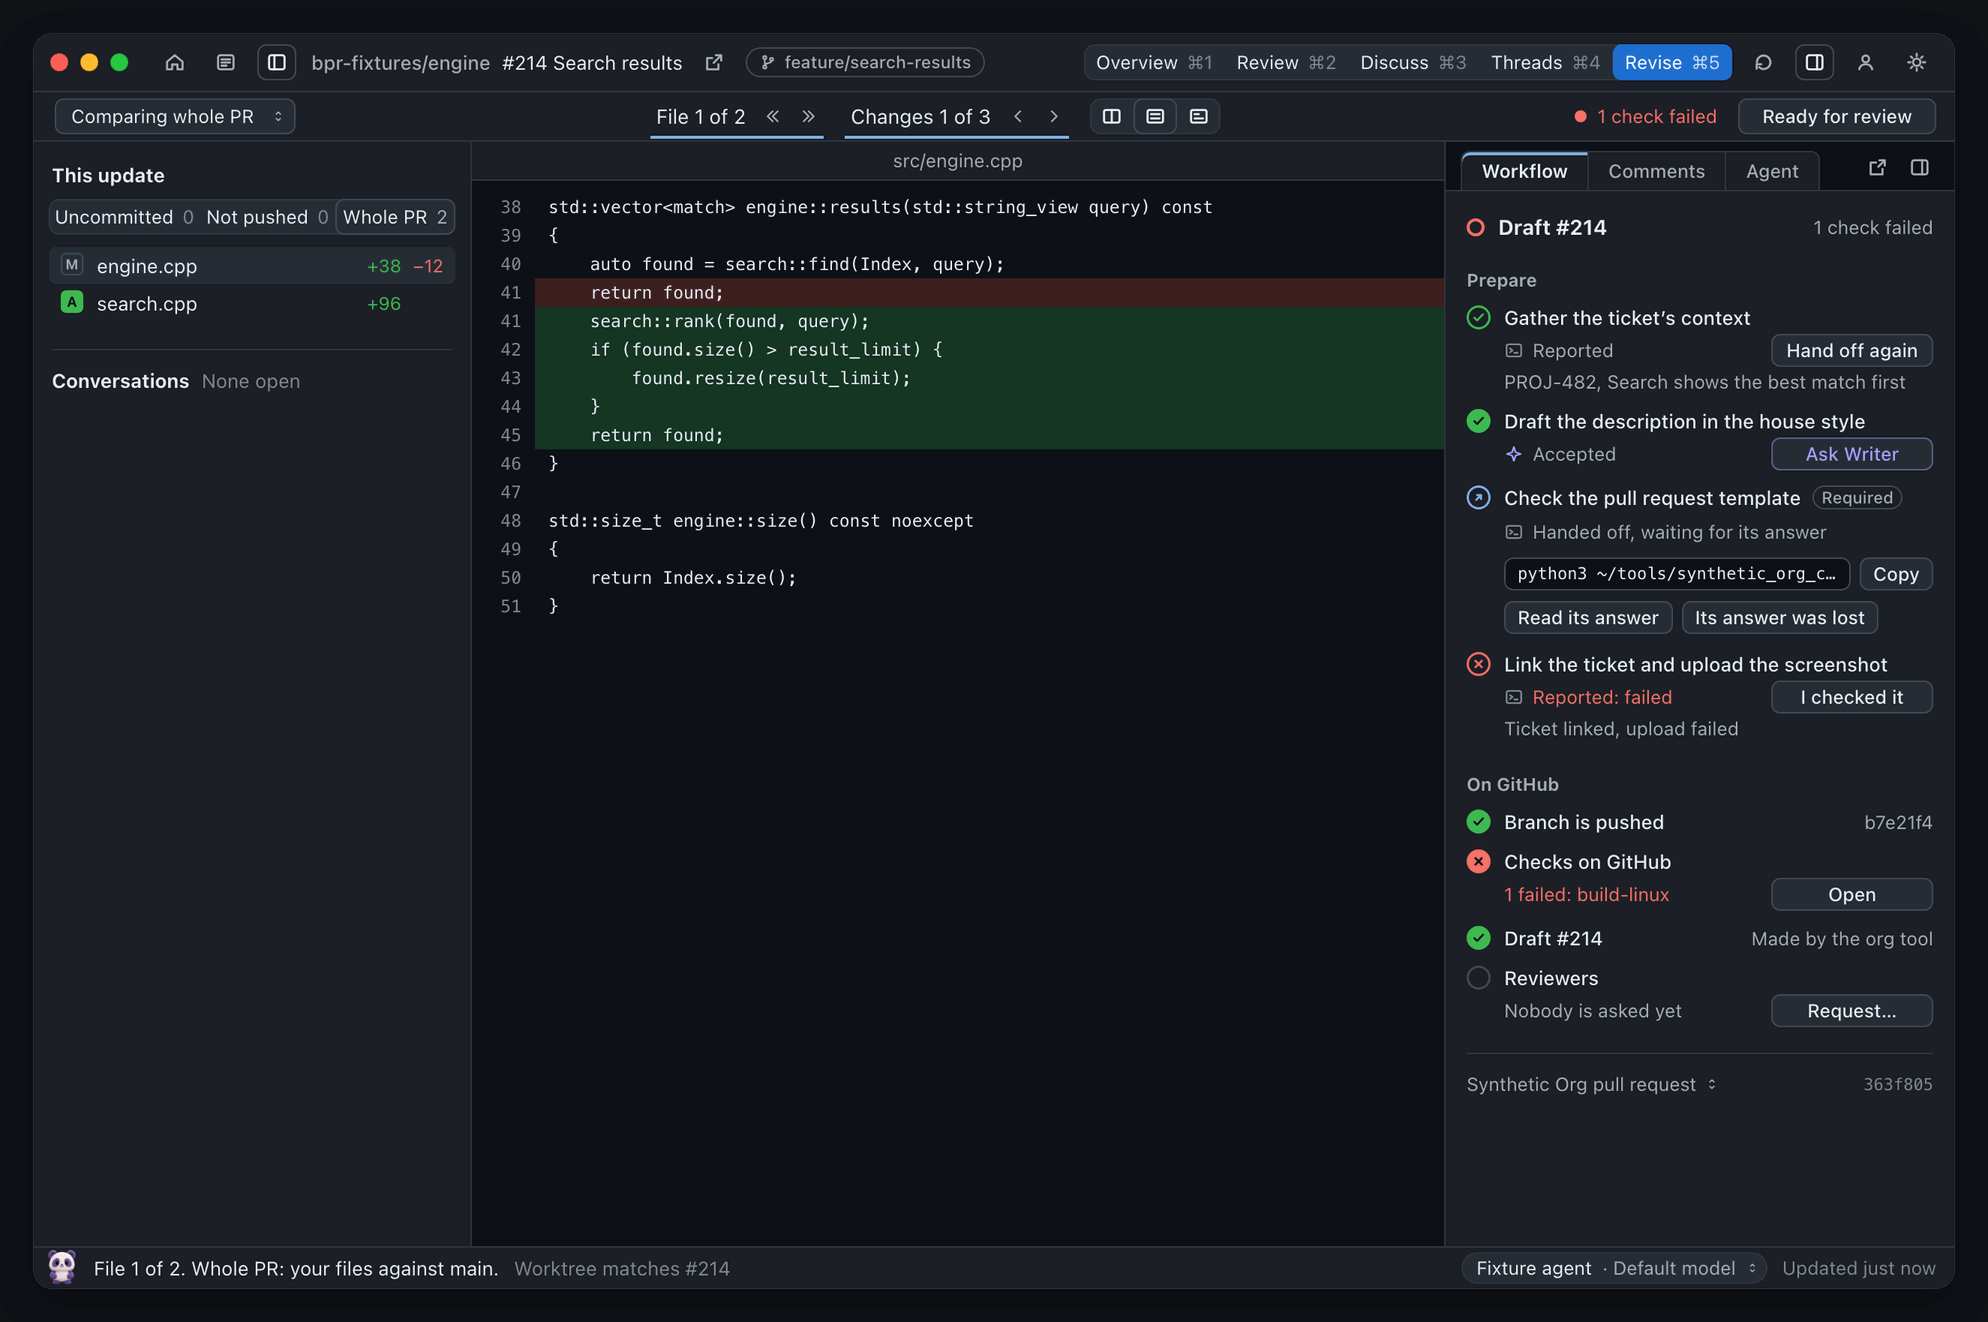 bpr-fixtures/engine #214 Search results feature/search-results Overview ⌘1 Review ⌘2 Discuss ⌘3 Threads ⌘4 Revise ⌘5
Comparing whole PR File 1 of 2 Changes 1 of 3 1 check failed Ready for review
This update
Uncommitted 0 Not pushed 0 Whole PR 2
M engine.cpp +38 −12
A search.cpp +96
Conversations None open
src/engine.cpp
38 std::vector<match> engine::results(std::string_view query) const
39 {
40     auto found = search::find(Index, query);
41     return found;
41     search::rank(found, query);
42     if (found.size() > result_limit) {
43         found.resize(result_limit);
44     }
45     return found;
46 }
47
48 std::size_t engine::size() const noexcept
49 {
50     return Index.size();
51 }
Workflow Comments Agent
Draft #214 1 check failed
Prepare
Gather the ticket’s context
Reported Hand off again
PROJ-482, Search shows the best match first
Draft the description in the house style
Accepted Ask Writer
Check the pull request template Required
Handed off, waiting for its answer
python3 ~/tools/synthetic_org_c… Copy
Read its answer Its answer was lost
Link the ticket and upload the screenshot
Reported: failed I checked it
Ticket linked, upload failed
On GitHub
Branch is pushed b7e21f4
Checks on GitHub
1 failed: build-linux Open
Draft #214 Made by the org tool
Reviewers
Nobody is asked yet Request...
Synthetic Org pull request 363f805
File 1 of 2. Whole PR: your files against main. Worktree matches #214 Fixture agent · Default model Updated just now